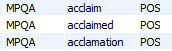 MPQA acclaim POS
MPQA acclaimed POS
MPQA acclamation POS